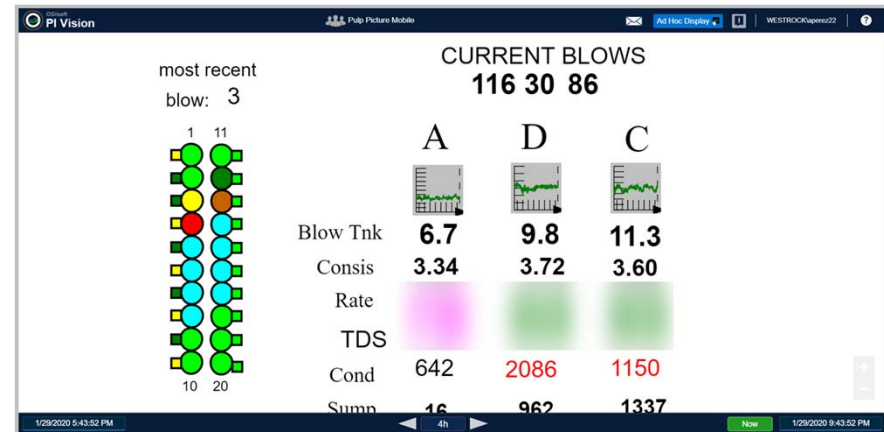 OSIsoft
PI Vision
Pulp Picture Mobile
Ad Hoc Display
WESTROCK\aperez22
?
most recent
blow: 3
CURRENT BLOWS
116 30 86
1 11
10 20
A D C
Blow Tnk 6.7 9.8 11.3
Consis 3.34 3.72 3.60
Rate
TDS
Cond 642 2086 1150
Sump 16 962 1337
1/29/2020 5:43:52 PM
4h
Now
1/29/2020 9:43:52 PM